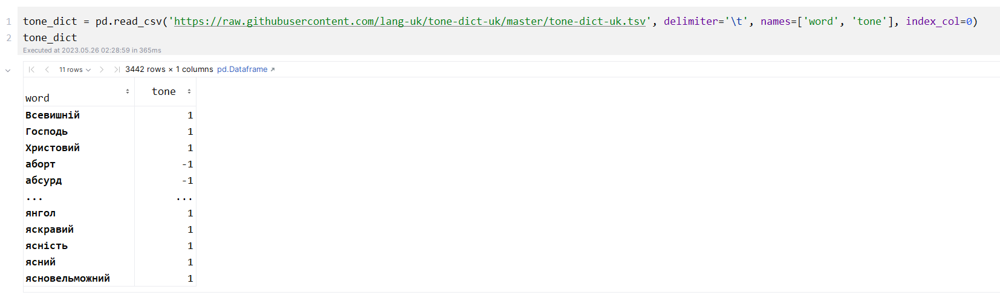 1 tone_dict = pd.read_csv('https://raw.githubusercontent.com/lang-uk/tone-dict-uk/master/tone-dict-uk.tsv', delimiter='\t', names=['word', 'tone'], index_col=0)
2 tone_dict
Executed at 2023.05.26 02:28:59 in 365ms
11 rows 3442 rows × 1 columns pd.Dataframe
word tone
Всевишній 1
Господь 1
Христовий 1
аборт -1
абсурд -1
... ...
янгол 1
яскравий 1
ясність 1
ясний 1
ясновельможний 1